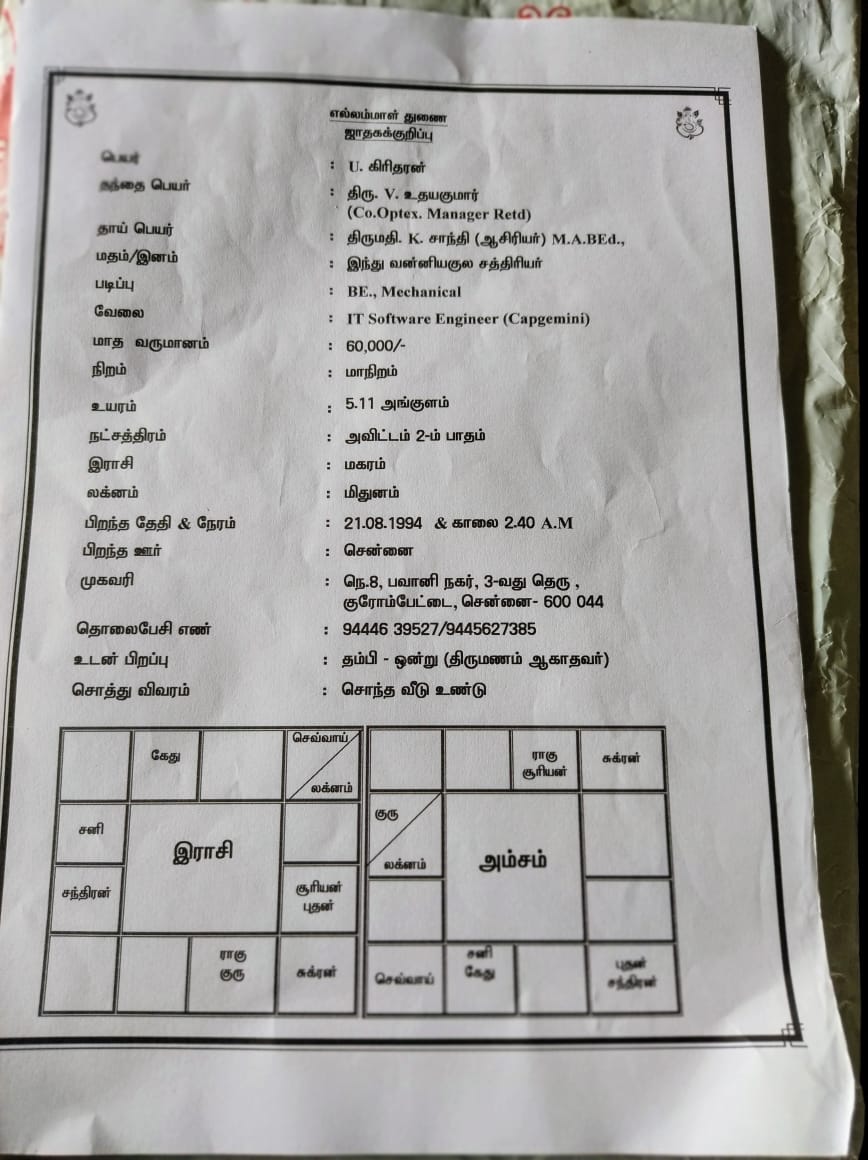 எல்லம்மாள் துணை
ஜாதகக்குறிப்பு
பெயர் : U. கிரிதரன்
தந்தை பெயர் : திரு. V. உதயகுமார்
(Co.Optex. Manager Retd)
தாய் பெயர் : திருமதி. K. சாந்தி (ஆசிரியர்) M.A.BEd.,
மதம்/இனம் : இந்து வன்னியகுல சத்திரியர்
படிப்பு : BE., Mechanical
வேலை : IT Software Engineer (Capgemini)
மாத வருமானம் : 60,000/-
நிறம் : மாநிறம்
உயரம் : 5.11 அங்குளம்
நட்சத்திரம் : அவிட்டம் 2-ம் பாதம்
இராசி : மகரம்
லக்னம் : மிதுனம்
பிறந்த தேதி & நேரம் : 21.08.1994 & காலை 2.40 A.M
பிறந்த ஊர் : சென்னை
முகவரி : நெ.8, பவானி நகர், 3-வது தெரு ,
குரோம்பேட்டை, சென்னை- 600 044
தொலைபேசி எண் : 94446 39527/9445627385
உடன் பிறப்பு : தம்பி - ஒன்று (திருமணம் ஆகாதவர்)
சொத்து விவரம் : சொந்த வீடு உண்டு
கேது
செவ்வாய்
லக்னம்
சனி
இராசி
சந்திரன்
சூரியன்
புதன்
ராகு
குரு
சுக்ரன்
ராகு
சூரியன்
சுக்ரன்
குரு
லக்னம்
அம்சம்
செவ்வாய்
சனி
கேது
புதன்
சந்திரன்